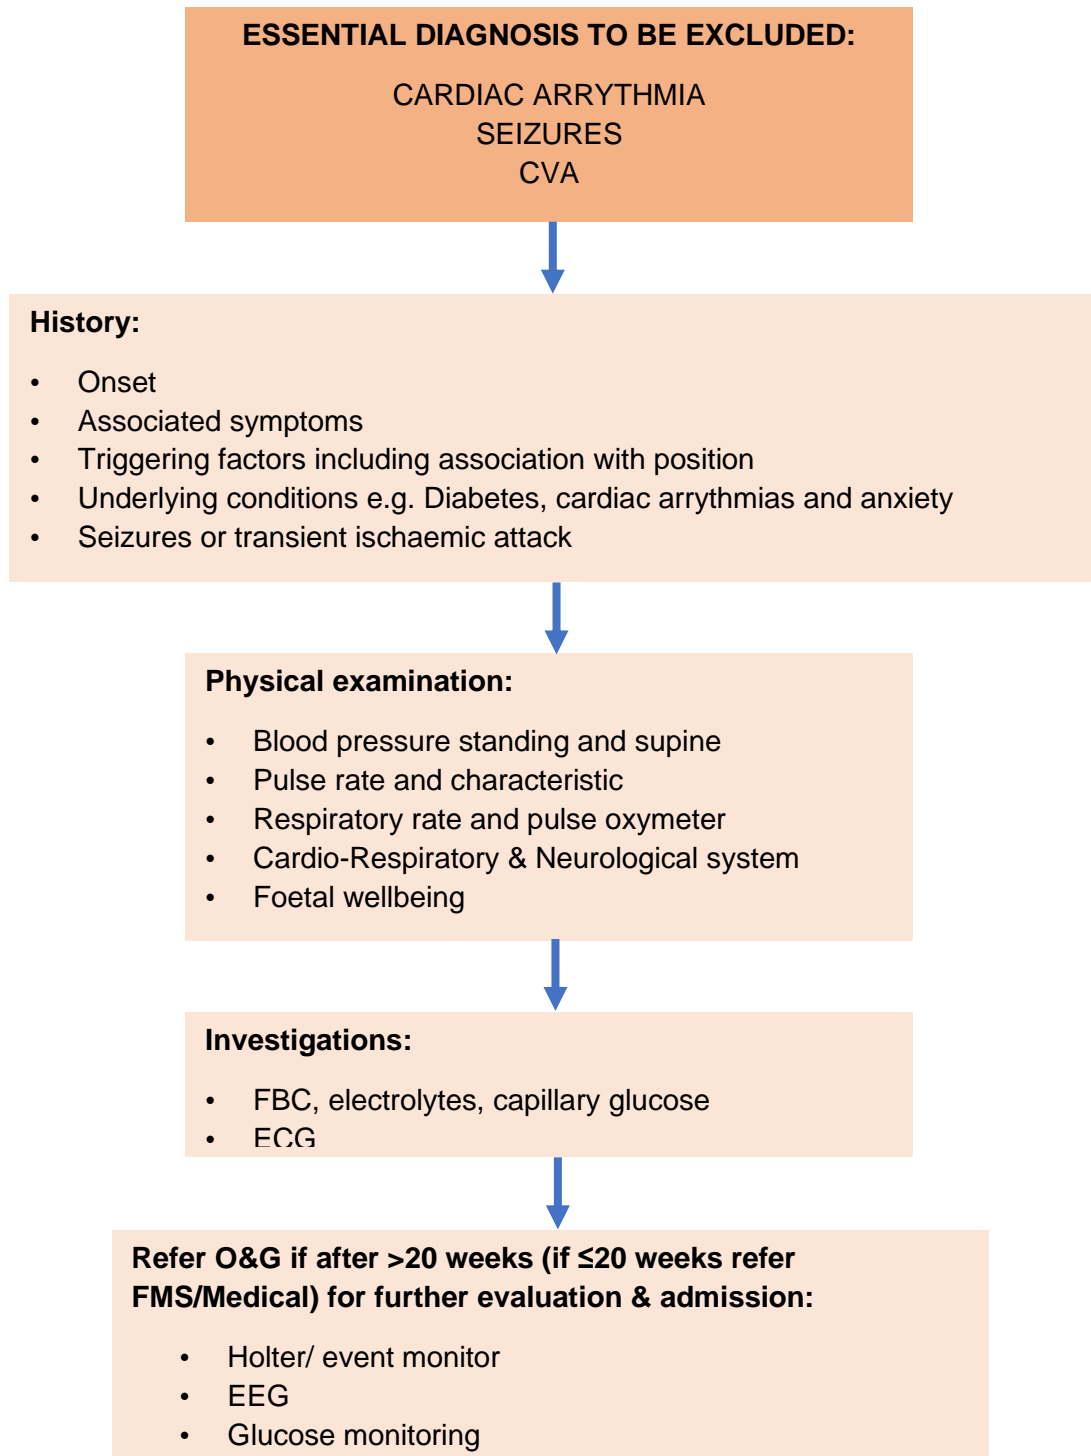 ESSENTIAL DIAGNOSIS TO BE EXCLUDED:
CARDIAC ARRYTHMIA
SEIZURES
CVA
History:
• Onset
• Associated symptoms
• Triggering factors including association with position
• Underlying conditions e.g. Diabetes, cardiac arrythmias and anxiety
• Seizures or transient ischaemic attack
Physical examination:
• Blood pressure standing and supine
• Pulse rate and characteristic
• Respiratory rate and pulse oxymeter
• Cardio-Respiratory & Neurological system
• Foetal wellbeing
Investigations:
• FBC, electrolytes, capillary glucose
• ECG
Refer O&G if after >20 weeks (if ≤20 weeks refer
FMS/Medical) for further evaluation & admission:
• Holter/ event monitor
• EEG
• Glucose monitoring